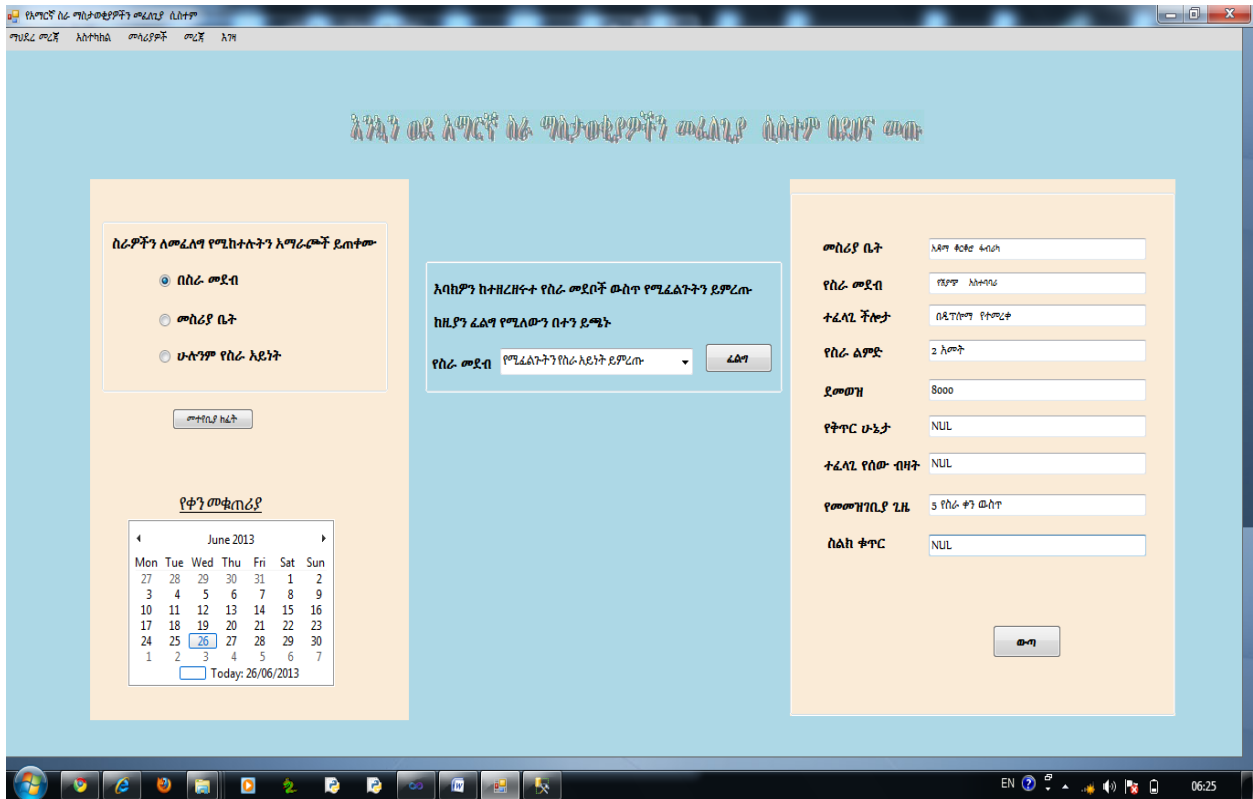 የአማርኛ ስራ ማስታወቂያዎችን መፈለጊያ ሲስተም
ማህደረ መረጃ አስተካክል መሳሪያዎች መረጃ እገዛ
እንኳን ወደ አማርኛ ስራ ማስታወቂያዎችን መፈለጊያ ሲስተም በደህና መጡ
ስራዎችን ለመፈለግ የሚከተሉትን አማራጮች ይጠቀሙ
በስራ መደብ
መስሪያ ቤት
ሁሉንም የስራ አይነት
መተየቢያ ክፈት
የቀን መቁጠሪያ
June 2013
Mon Tue Wed Thu Fri Sat Sun
27 28 29 30 31 1 2
3 4 5 6 7 8 9
10 11 12 13 14 15 16
17 18 19 20 21 22 23
24 25 26 27 28 29 30
1 2 3 4 5 6 7
Today: 26/06/2013
እባክዎን ከተዘረዘሩተ የስራ መደቦች ውስጥ የሚፈልጉትን ይምረጡ
ከዚያን ፈልግ የሚለውን በተን ይጫኑ
የስራ መደብ የሚፈልጉትን የስራ አይነት ይምረጡ ፈልግ
መስሪያ ቤት አዳማ ቆርቆሮ ፋብሪካ
የስራ መደብ የሽያጭ አስተባባሪ
ተፈላጊ ችሎታ በዲፕሎማ የተመረቀ
የስራ ልምድ 2 አመት
ደመወዝ 8000
የቅጥር ሁኔታ NUL
ተፈላጊ የሰው ብዛት NUL
የመመዝገቢያ ጊዜ 5 የስራ ቀን ውስጥ
ስልክ ቁጥር NUL
ውጣ
EN 06:25